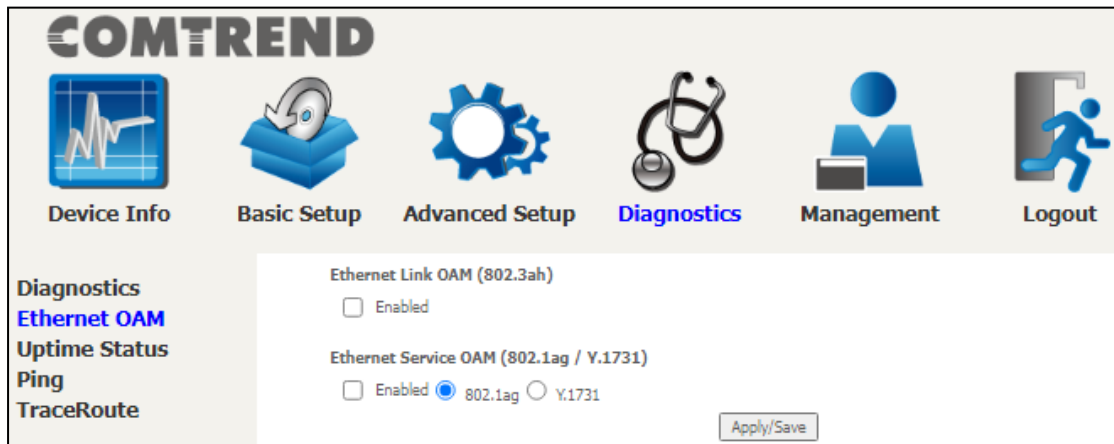 COMTREND
Device Info Basic Setup Advanced Setup Diagnostics Management Logout
Diagnostics
Ethernet OAM
Uptime Status
Ping
TraceRoute
Ethernet Link OAM (802.3ah)
Enabled
Ethernet Service OAM (802.1ag / Y.1731)
Enabled 802.1ag Y.1731
Apply/Save